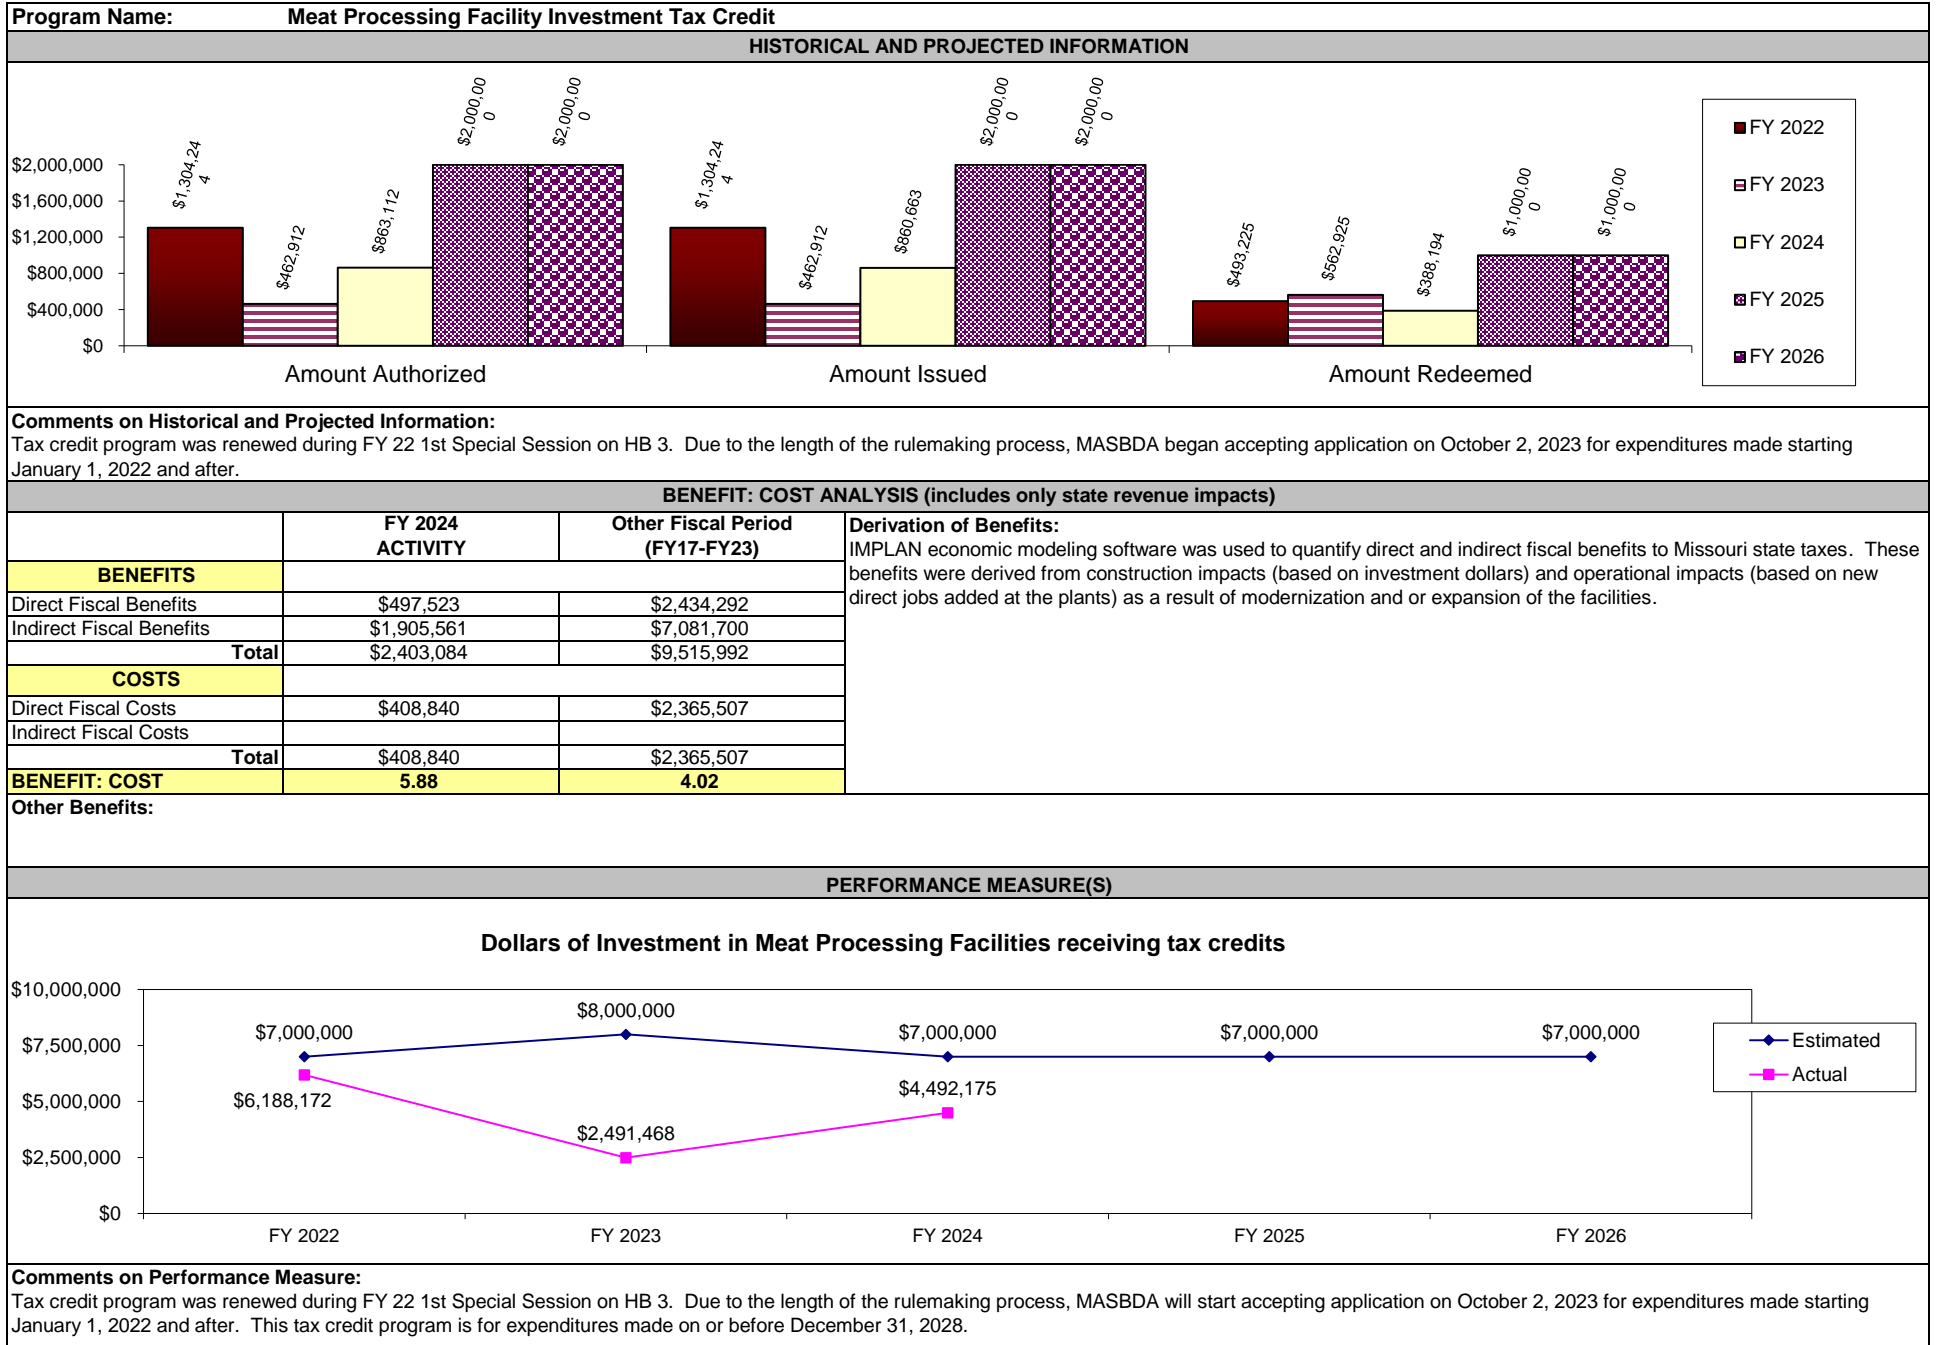 Program Name: Meat Processing Facility Investment Tax Credit
HISTORICAL AND PROJECTED INFORMATION
$2,000,000
$1,600,000
$1,200,000
$800,000
$400,000
$0
$1,304,24
4
$462,912
$863,112
$2,000,00
0
$2,000,00
0
$1,304,24
4
$462,912
$860,663
$2,000,00
0
$2,000,00
0
$493,225
$562,925
$388,194
$1,000,00
0
$1,000,00
0
Amount Authorized
Amount Issued
Amount Redeemed
FY 2022
FY 2023
FY 2024
FY 2025
FY 2026
Comments on Historical and Projected Information:
Tax credit program was renewed during FY 22 1st Special Session on HB 3. Due to the length of the rulemaking process, MASBDA began accepting application on October 2, 2023 for expenditures made starting
January 1, 2022 and after.
BENEFIT: COST ANALYSIS (includes only state revenue impacts)
FY 2024
ACTIVITY
Other Fiscal Period
(FY17-FY23)
BENEFITS
Direct Fiscal Benefits $497,523 $2,434,292
Indirect Fiscal Benefits $1,905,561 $7,081,700
Total $2,403,084 $9,515,992
COSTS
Direct Fiscal Costs $408,840 $2,365,507
Indirect Fiscal Costs
Total $408,840 $2,365,507
BENEFIT: COST 5.88 4.02
Derivation of Benefits:
IMPLAN economic modeling software was used to quantify direct and indirect fiscal benefits to Missouri state taxes. These
benefits were derived from construction impacts (based on investment dollars) and operational impacts (based on new
direct jobs added at the plants) as a result of modernization and or expansion of the facilities.
Other Benefits:
PERFORMANCE MEASURE(S)
Dollars of Investment in Meat Processing Facilities receiving tax credits
$10,000,000
$7,500,000
$5,000,000
$2,500,000
$0
$7,000,000
$8,000,000
$7,000,000
$7,000,000
$7,000,000
$6,188,172
$2,491,468
$4,492,175
Estimated
Actual
FY 2022
FY 2023
FY 2024
FY 2025
FY 2026
Comments on Performance Measure:
Tax credit program was renewed during FY 22 1st Special Session on HB 3. Due to the length of the rulemaking process, MASBDA will start accepting application on October 2, 2023 for expenditures made starting
January 1, 2022 and after. This tax credit program is for expenditures made on or before December 31, 2028.